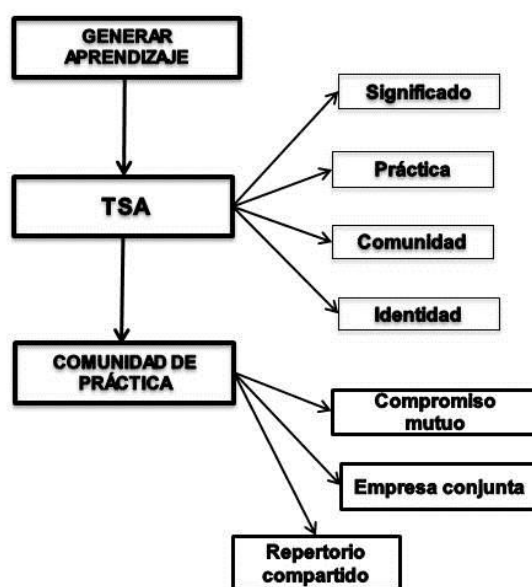 GENERAR
APRENDIZAJE
Significado
Práctica
TSA
Comunidad
Identidad
COMUNIDAD DE
PRÁCTICA
Compromiso
mutuo
Empresa conjunta
Repertorio
compartido